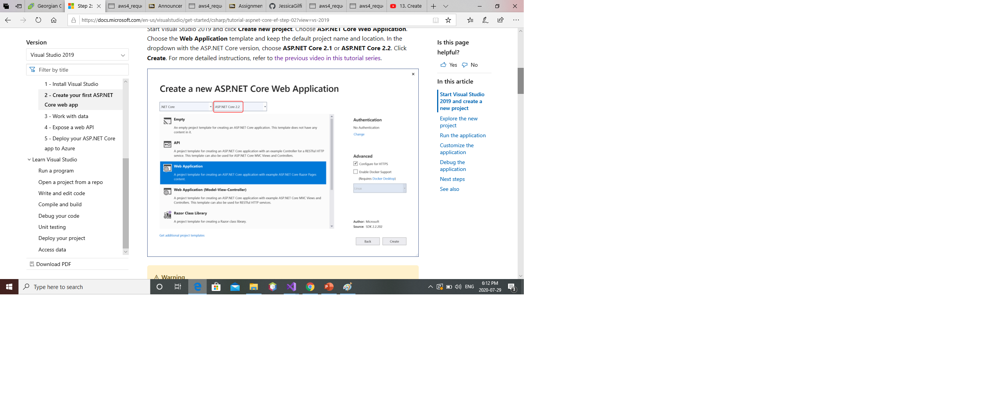 Georgian C
Step 2:
aws4_reque
Announcer
aws4_reque
Assignmen
JessicaGilfi
aws4_reque
aws4_reque
13. Create
https://docs.microsoft.com/en-us/visualstudio/get-started/csharp/tutorial-aspnet-core-ef-step-02?view=vs-2019
Version
Visual Studio 2019
Filter by title
1 - Install Visual Studio
2 - Create your first ASP.NET
Core web app
3 - Work with data
4 - Expose a web API
5 - Deploy your ASP.NET Core
app to Azure
Learn Visual Studio
Run a program
Open a project from a repo
Write and edit code
Compile and build
Debug your code
Unit testing
Deploy your project
Access data
Download PDF
Start Visual Studio 2019 and click Create new project. Choose ASP.NET Core Web Application.
Choose the Web Application template and keep the default project name and location. In the
dropdown with the ASP.NET Core version, choose ASP.NET Core 2.1 or ASP.NET Core 2.2. Click
Create. For more detailed instructions, refer to the previous video in this tutorial series.
Create a new ASP.NET Core Web Application
.NET Core
ASP.NET Core 2.2
Empty
An empty project template for creating an ASP.NET Core application. This template does not have any
content in it.
API
A project template for creating an ASP.NET Core application with an example Controller for a RESTful HTTP
service. This template can also be used for ASP.NET Core MVC Views and Controllers.
Web Application
A project template for creating an ASP.NET Core application with example ASP.NET Core Razor Pages
content.
Web Application (Model-View-Controller)
A project template for creating an ASP.NET Core application with example ASP.NET Core MVC Views and
Controllers. This template can also be used for RESTful HTTP services.
Razor Class Library
A project template for creating a Razor class library.
Get additional project templates
Authentication
No Authentication
Change
Advanced
Configure for HTTPS
Enable Docker Support
(Requires Docker Desktop)
Linux
Author: Microsoft
Source: SDK 2.2.202
Back
Create
Warning
Is this page
helpful?
Yes
No
In this article
Start Visual Studio
2019 and create a
new project
Explore the new
project
Run the application
Customize the
application
Debug the
application
Next steps
See also
Type here to search
ENG
6:12 PM
2020-07-29
3